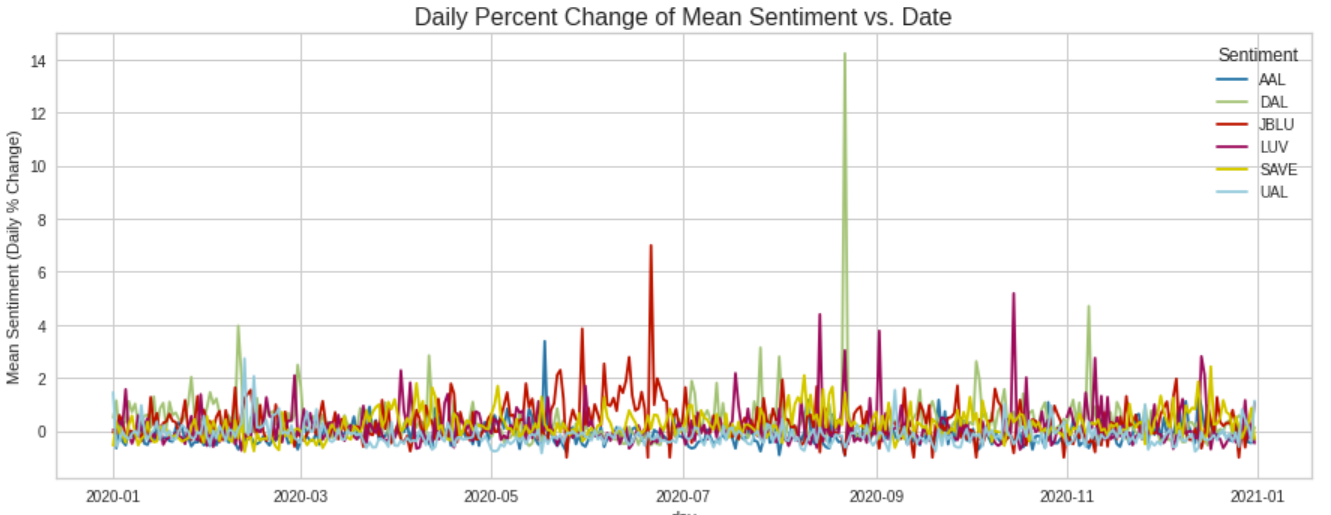 Daily Percent Change of Mean Sentiment vs. Date
Mean Sentiment (Daily % Change)
14
12
10
8
6
4
2
0
Sentiment
AAL
DAL
JBLU
LUV
SAVE
UAL
2020-01
2020-03
2020-05
2020-07
2020-09
2020-11
2021-01